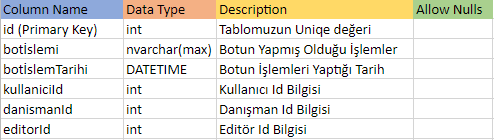 Column Name Data Type Description Allow Nulls
id (Primary Key) int Tablomuzun Uniqe değeri
botİslemi nvarchar(max) Botun Yapmış Olduğu İşlemler
botİslemTarihi DATETIME Botun İşlemleri Yaptığı Tarih
kullaniciId int Kullanıcı Id Bilgisi
danismanId int Danışman Id Bilgisi
editorId int Editör Id Bilgisi